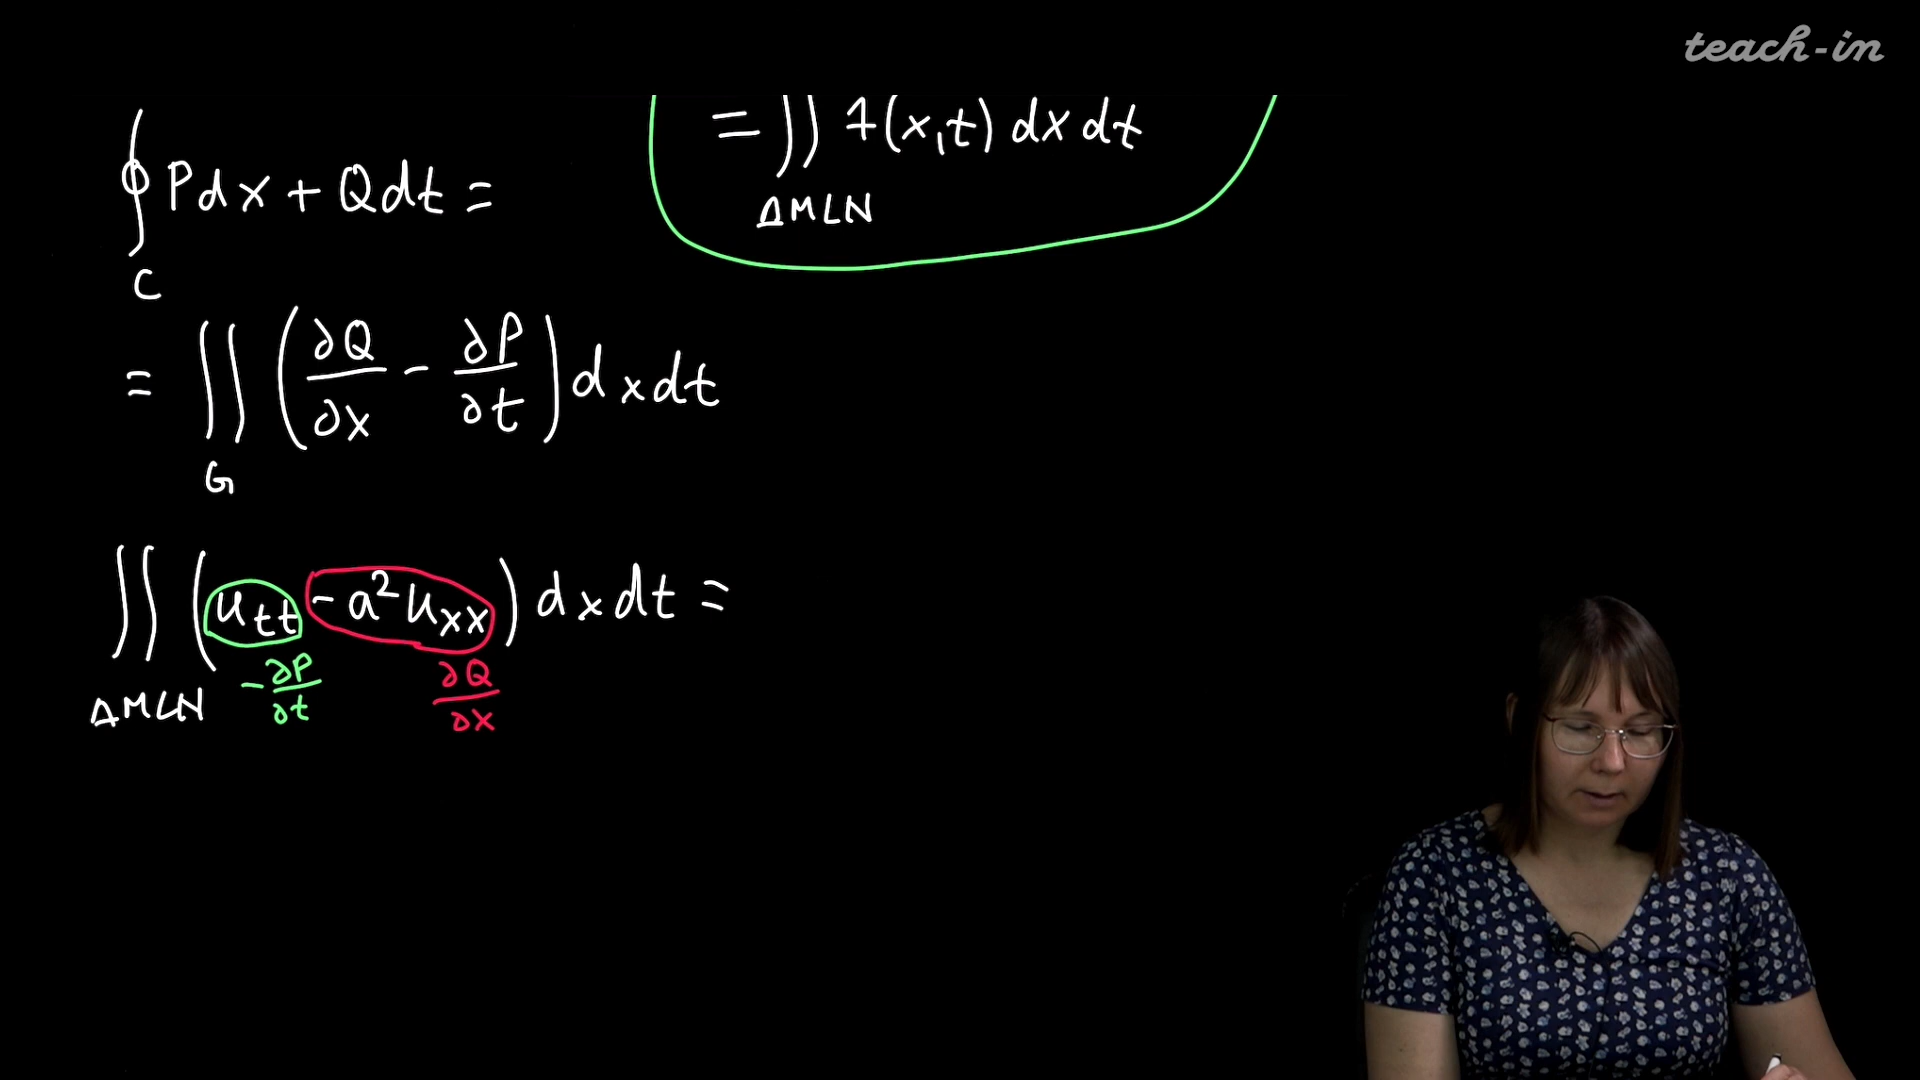 teach-in
= ∬ f(x,t) dx dt
ΔMLN
∮ Pdx + Qdt =
C
= ∬ (∂Q/∂x - ∂P/∂t) dx dt
G
∬ (u_tt - a²u_xx) dx dt =
ΔMLN
-∂P/∂t ∂Q/∂x